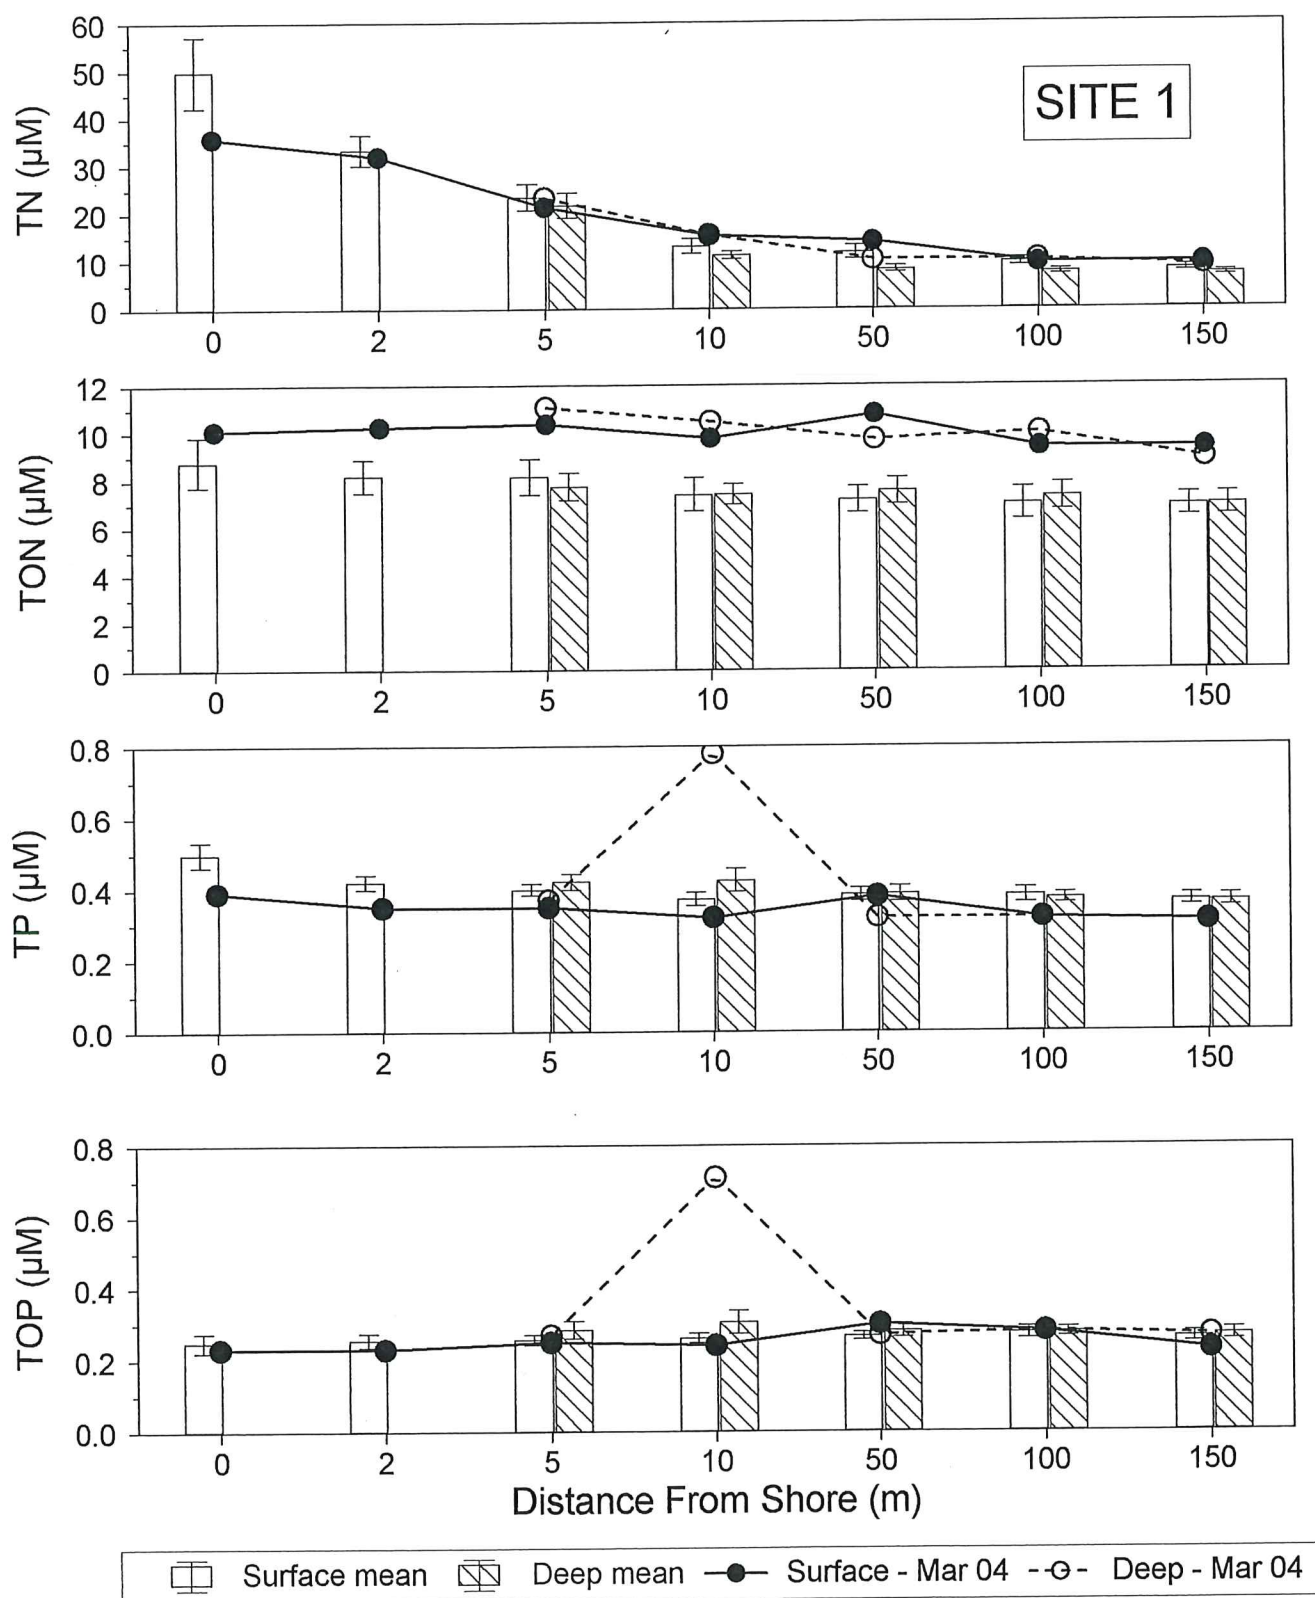 SITE 1
TN (µM)
60
50
40
30
20
10
0
0 2 5 10 50 100 150
TON (µM)
12
10
8
6
4
2
0
0 2 5 10 50 100 150
TP (µM)
0.8
0.6
0.4
0.2
0.0
0 2 5 10 50 100 150
TOP (µM)
0.8
0.6
0.4
0.2
0.0
0 2 5 10 50 100 150
Distance From Shore (m)
Surface mean Deep mean Surface - Mar 04 Deep - Mar 04